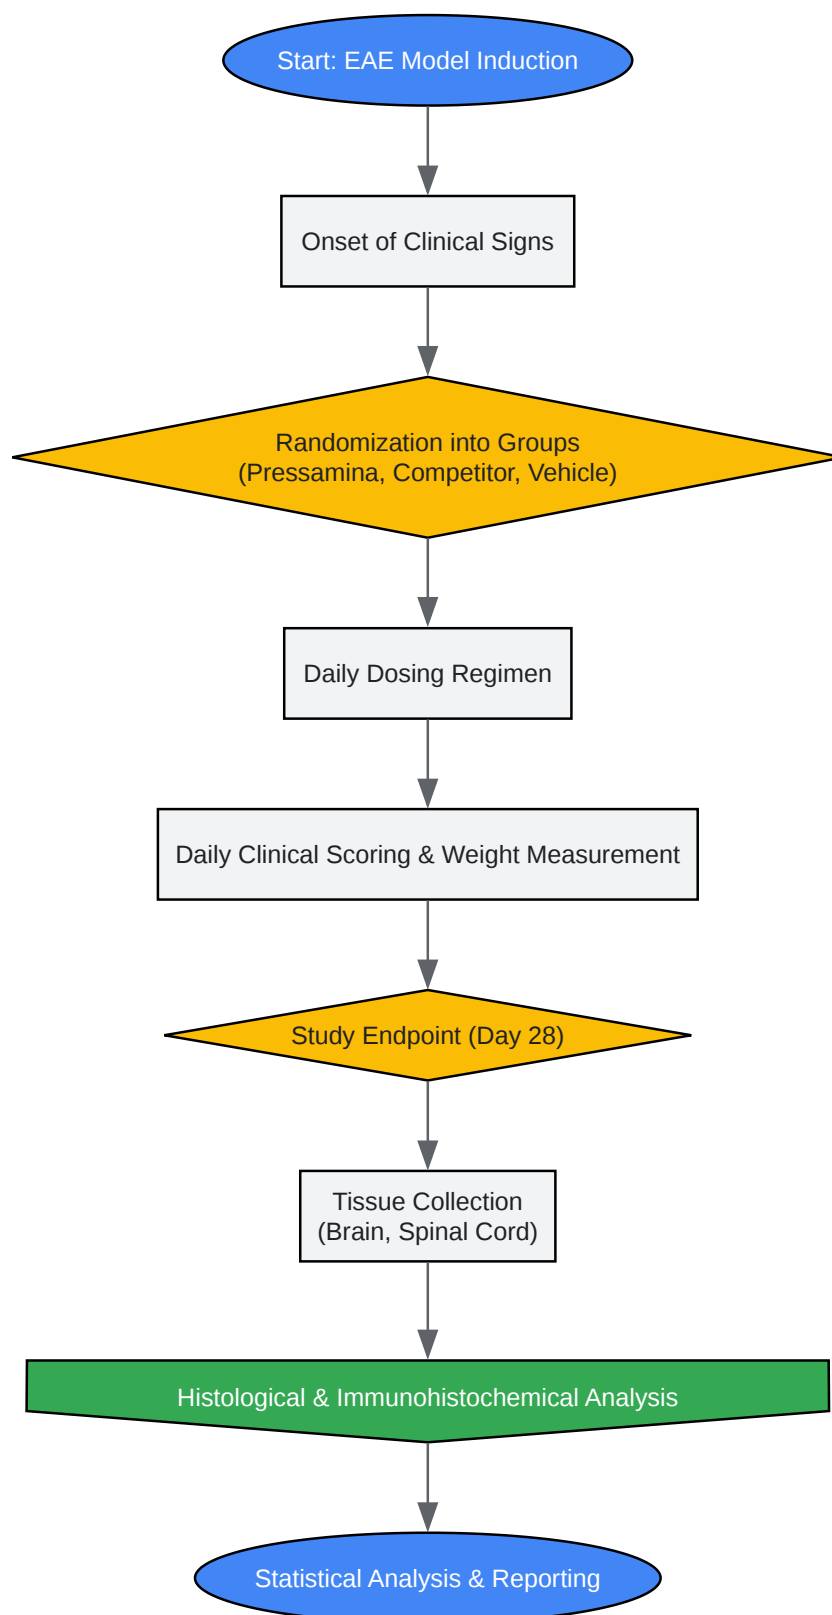 Start: EAE Model Induction
Onset of Clinical Signs
Randomization into Groups
(Pressamina, Competitor, Vehicle)
Daily Dosing Regimen
Daily Clinical Scoring & Weight Measurement
Study Endpoint (Day 28)
Tissue Collection
(Brain, Spinal Cord)
Histological & Immunohistochemical Analysis
Statistical Analysis & Reporting